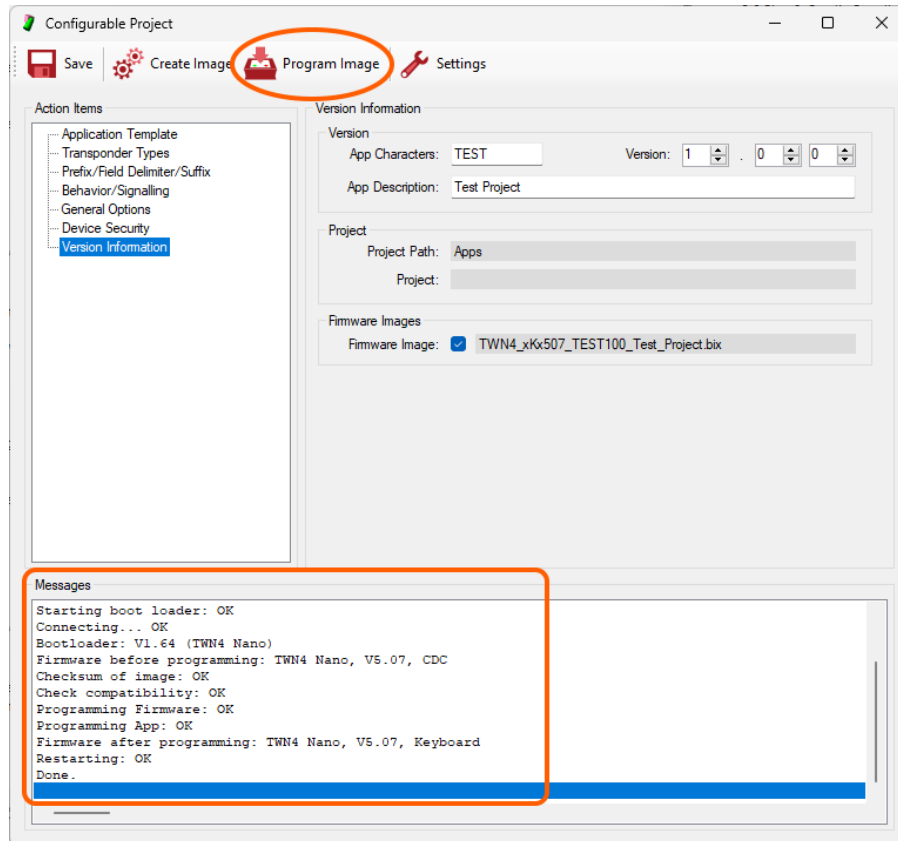 Configurable Project
Save Create Image Program Image Settings
Action Items
Application Template
Transponder Types
Prefix/Field Delimiter/Suffix
Behavior/Signalling
General Options
Device Security
Version Information
Version Information
Version
App Characters: TEST Version: 1 . 0 0
App Description: Test Project
Project
Project Path: Apps
Project:
Firmware Images
Firmware Image: TWN4_xKx507_TEST100_Test_Project.bix
Messages
Starting boot loader: OK
Connecting... OK
Bootloader: V1.64 (TWN4 Nano)
Firmware before programming: TWN4 Nano, V5.07, CDC
Checksum of image: OK
Check compatibility: OK
Programming Firmware: OK
Programming App: OK
Firmware after programming: TWN4 Nano, V5.07, Keyboard
Restarting: OK
Done.